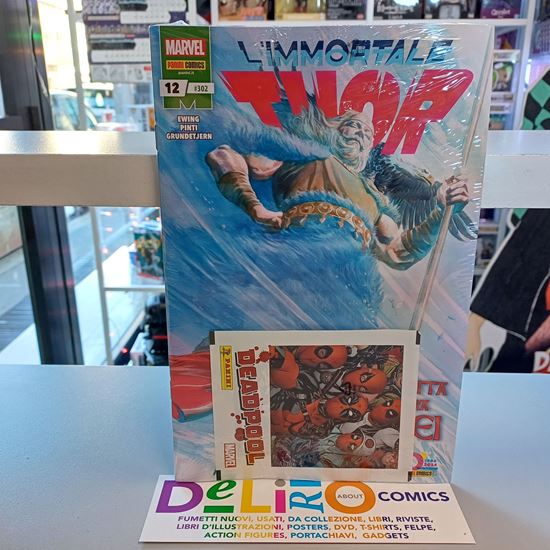 MARVEL
PANINI COMICS
12 #302
EWING
PINTI
GRUNDETJERN
L'IMMORTALE
THOR
PANINI
DEADPOOL
MARVEL
DeLiRiO
ABOUT
COMICS
FUMETTI NUOVI, USATI, DA COLLEZIONE, LIBRI, RIVISTE,
LIBRI D'ILLUSTRAZIONI, POSTERS, DVD, T-SHIRTS, FELPE,
ACTION FIGURES, PORTACHIAVI, GADGETS